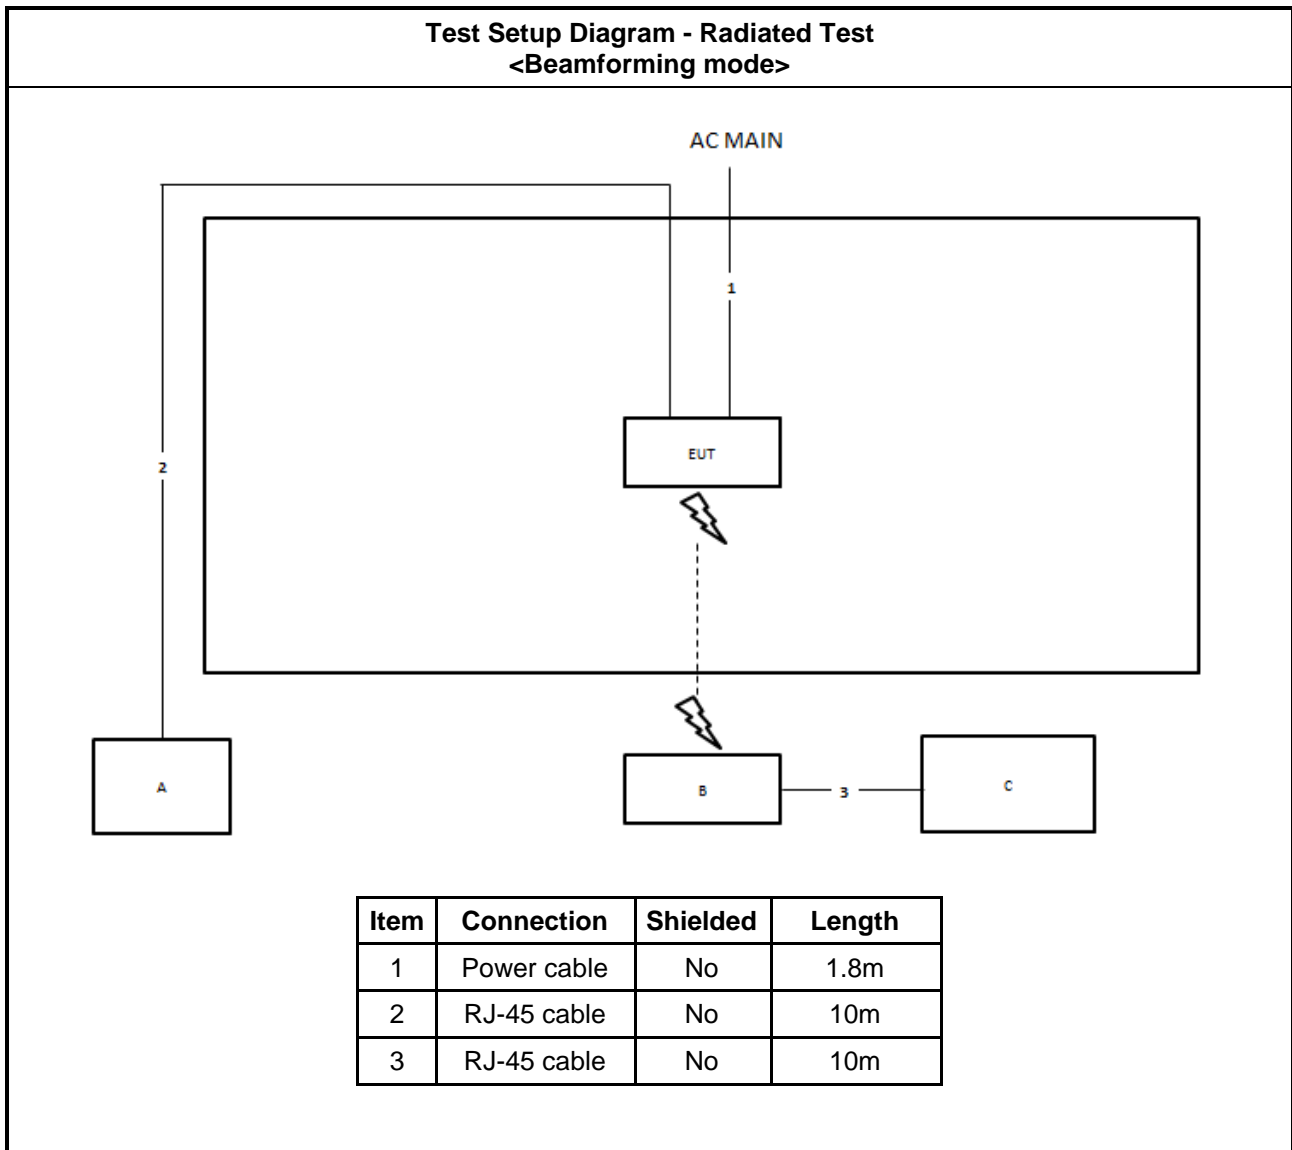 Test Setup Diagram - Radiated Test
<Beamforming mode>
AC MAIN
1
2
EUT
A
B
3
C
Item Connection Shielded Length
1 Power cable No 1.8m
2 RJ-45 cable No 10m
3 RJ-45 cable No 10m